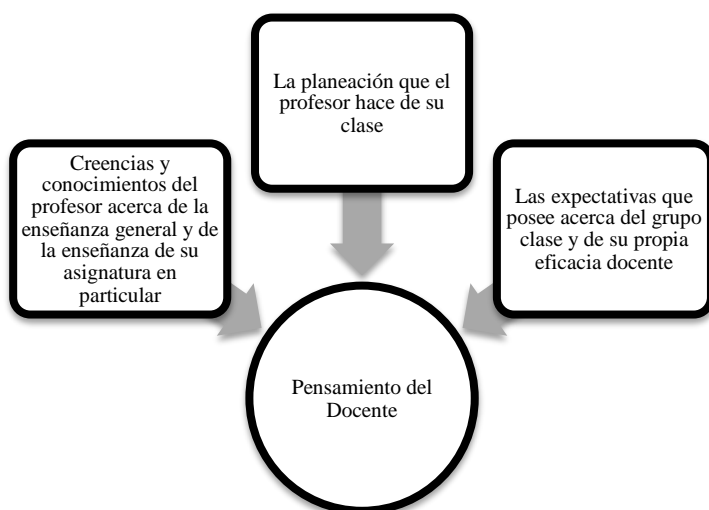 La planeación que el
profesor hace de su
clase
Creencias y
conocimientos del
profesor acerca de la
enseñanza general y de
la enseñanza de su
asignatura en
particular
Las expectativas que
posee acerca del grupo
clase y de su propia
eficacia docente
Pensamiento del
Docente